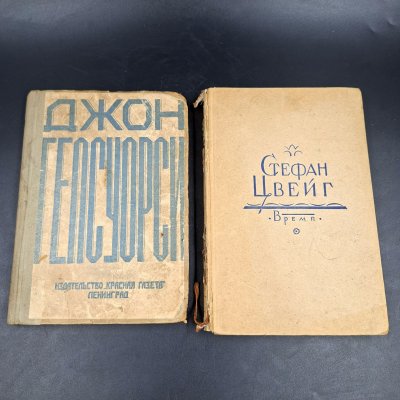 ДЖОН
ГЕЛСУОРСИ
ИЗДАТЕЛЬСТВО „КРАСНАЯ ГАЗЕТА"
ЛЕНИНГРАД
СТЕФАН
ЦВЕЙГ
· Время ·